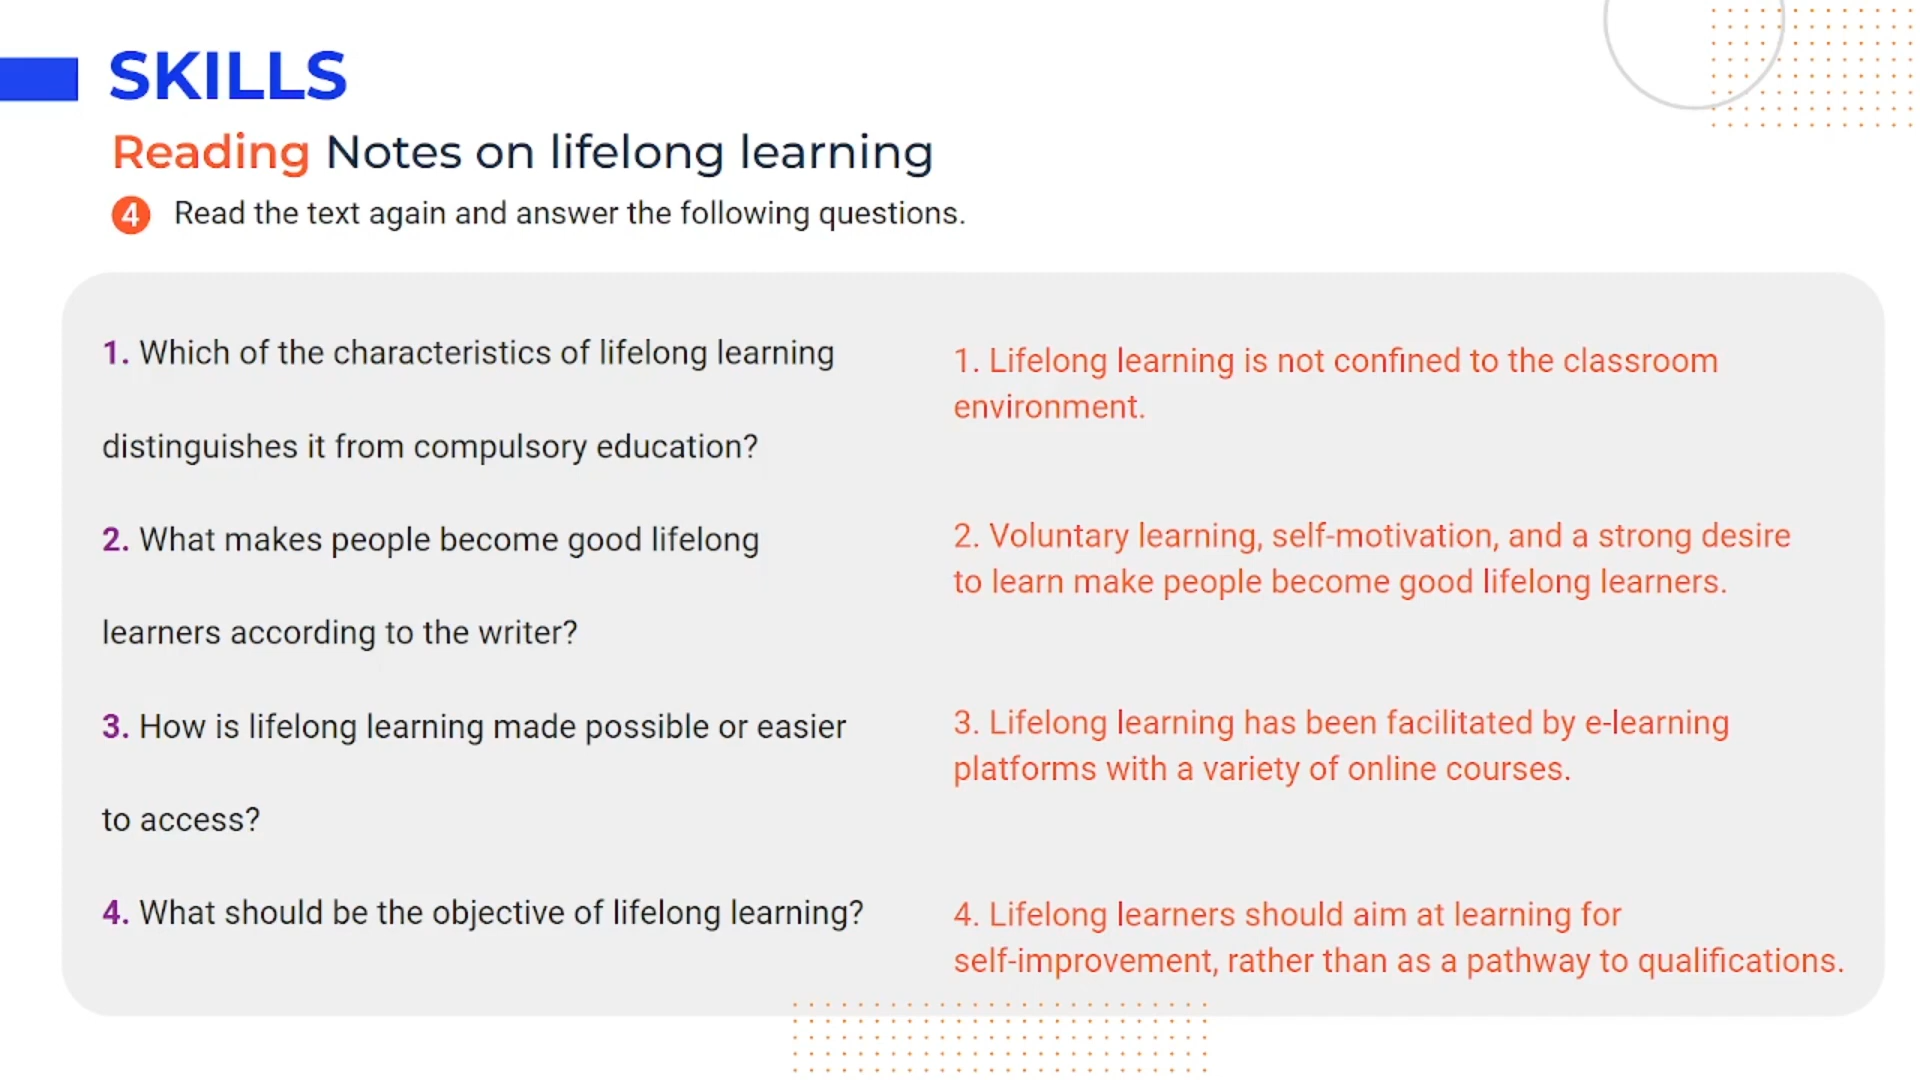 SKILLS
Reading Notes on lifelong learning
4 Read the text again and answer the following questions.
1. Which of the characteristics of lifelong learning
distinguishes it from compulsory education?
2. What makes people become good lifelong
learners according to the writer?
3. How is lifelong learning made possible or easier
to access?
4. What should be the objective of lifelong learning?
1. Lifelong learning is not confined to the classroom
environment.
2. Voluntary learning, self-motivation, and a strong desire
to learn make people become good lifelong learners.
3. Lifelong learning has been facilitated by e-learning
platforms with a variety of online courses.
4. Lifelong learners should aim at learning for
self-improvement, rather than as a pathway to qualifications.